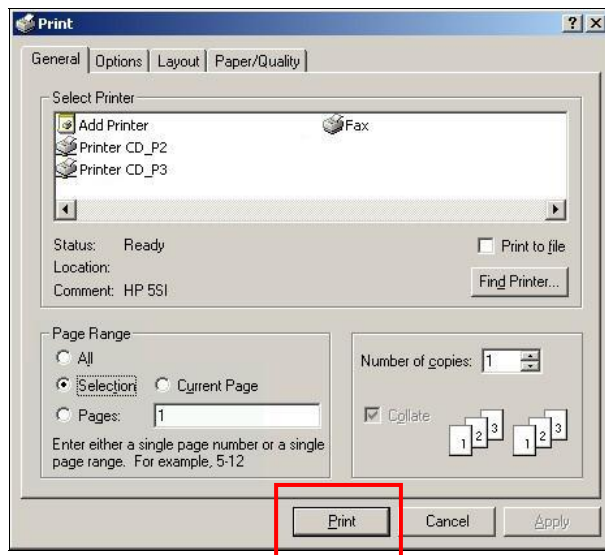 Print
General Options Layout Paper/Quality
Select Printer
Add Printer Fax
Printer CD_P2
Printer CD_P3
Status: Ready Print to file
Location:
Comment: HP 5SI Find Printer...
Page Range
All Number of copies: 1
Selection Current Page
Pages: 1 Collate
1 2 3 1 2 3
Enter either a single page number or a single
page range. For example, 5-12
Print Cancel Apply